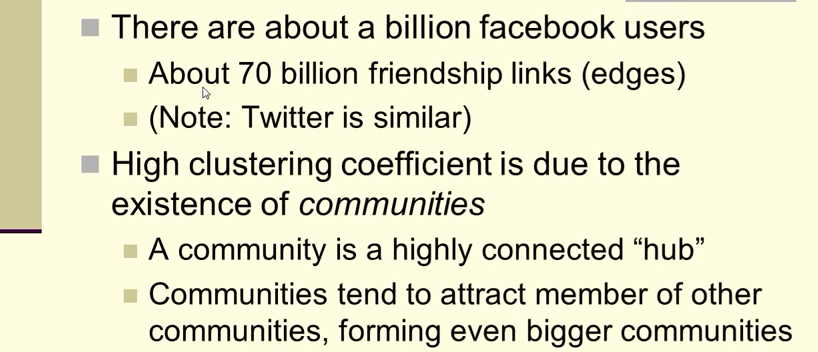 There are about a billion facebook users
About 70 billion friendship links (edges)
(Note: Twitter is similar)
High clustering coefficient is due to the
existence of communities
A community is a highly connected “hub”
Communities tend to attract member of other
communities, forming even bigger communities